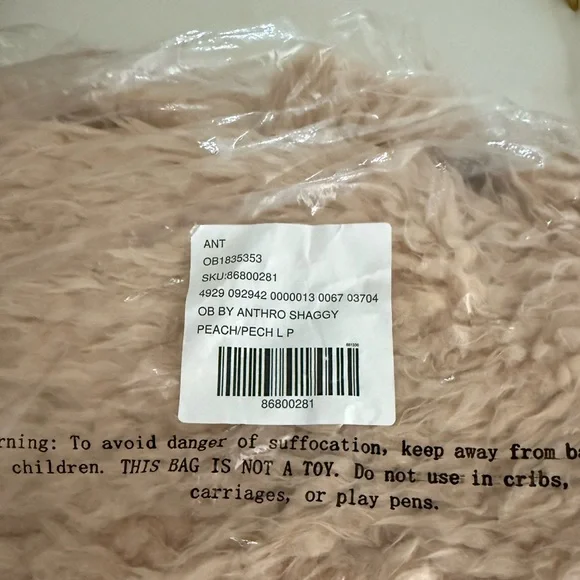 ANT
OB1835353
SKU:86800281
4929 092942 0000013 0067 03704
OB BY ANTHRO SHAGGY
PEACH/PECH L P
86800281
rning: To avoid danger of suffocation, keep away from ba
children. THIS BAG IS NOT A TOY. Do not use in cribs,
carriages, or play pens.